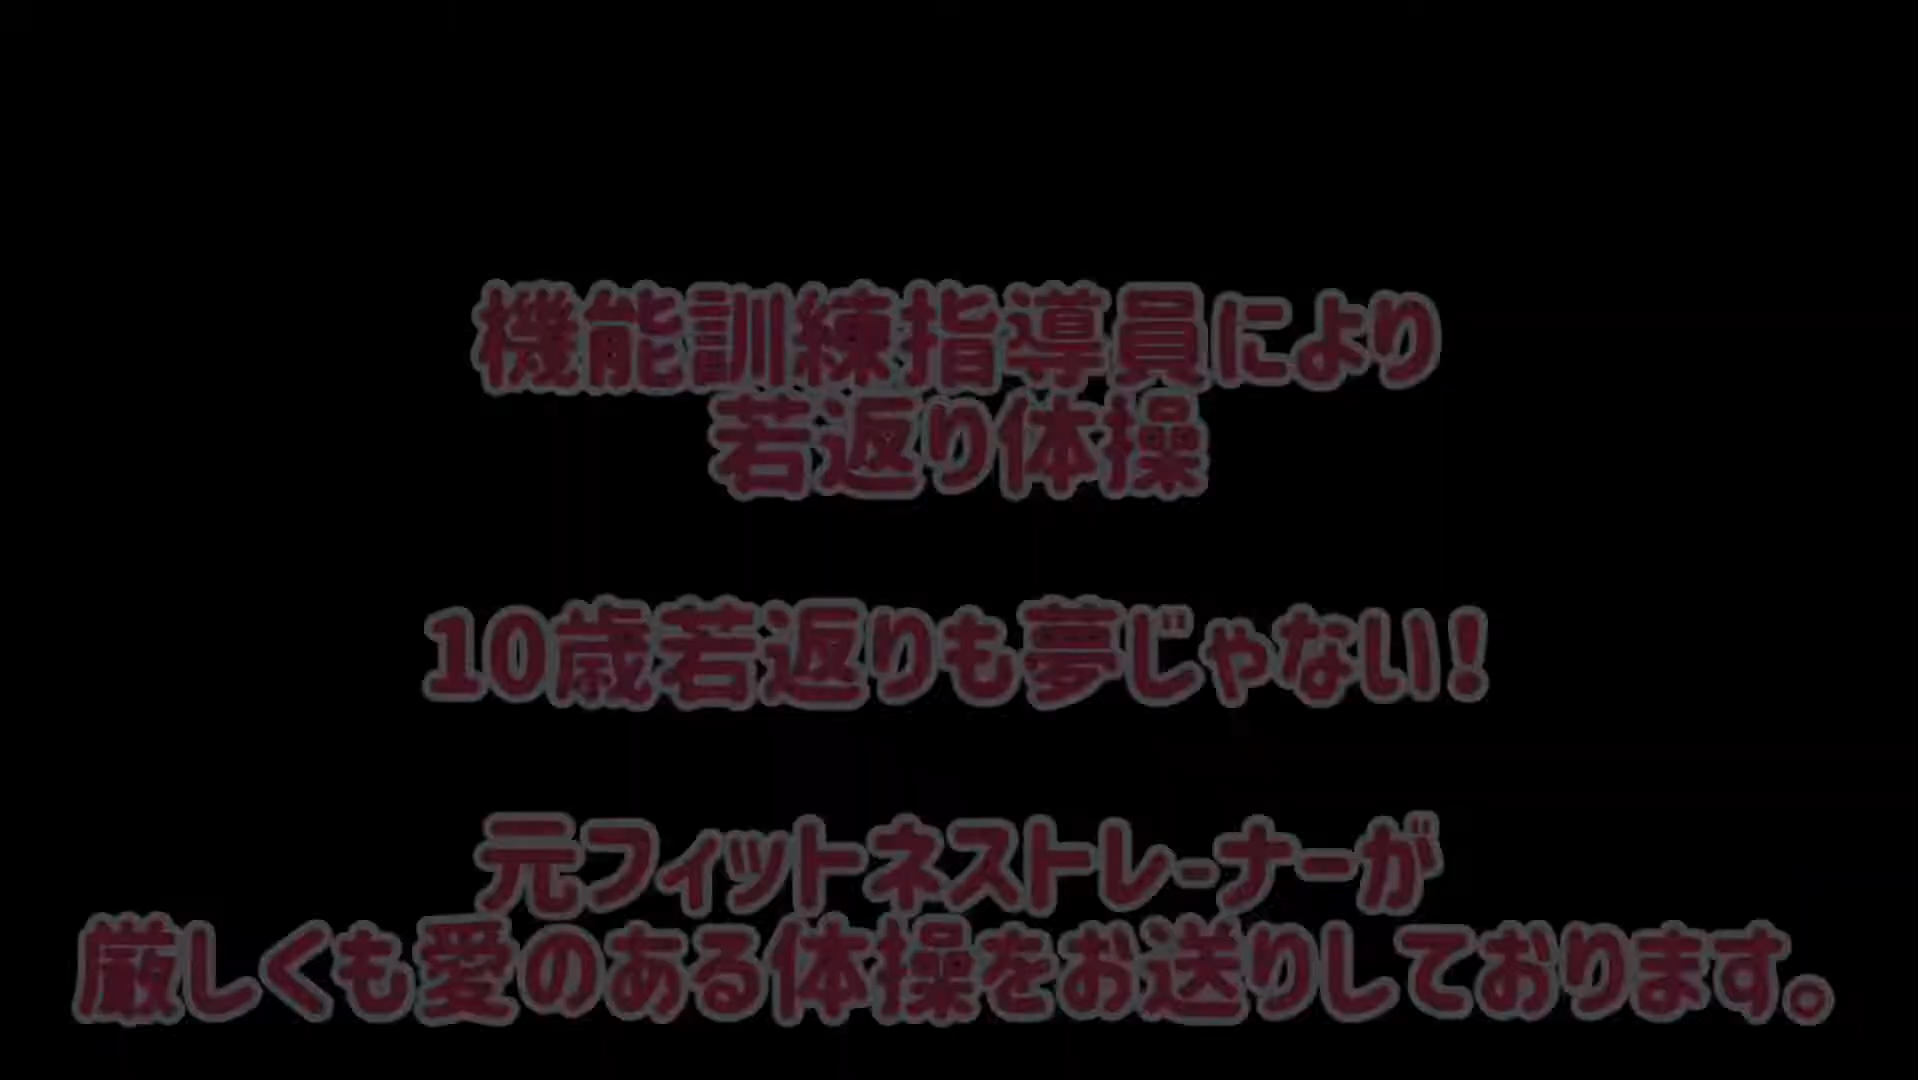 機能訓練指導員により
若返り体操
10歳若返りも夢じゃない!
元フィットネストレーナーが
厳しくも愛のある体操をお送りしております。